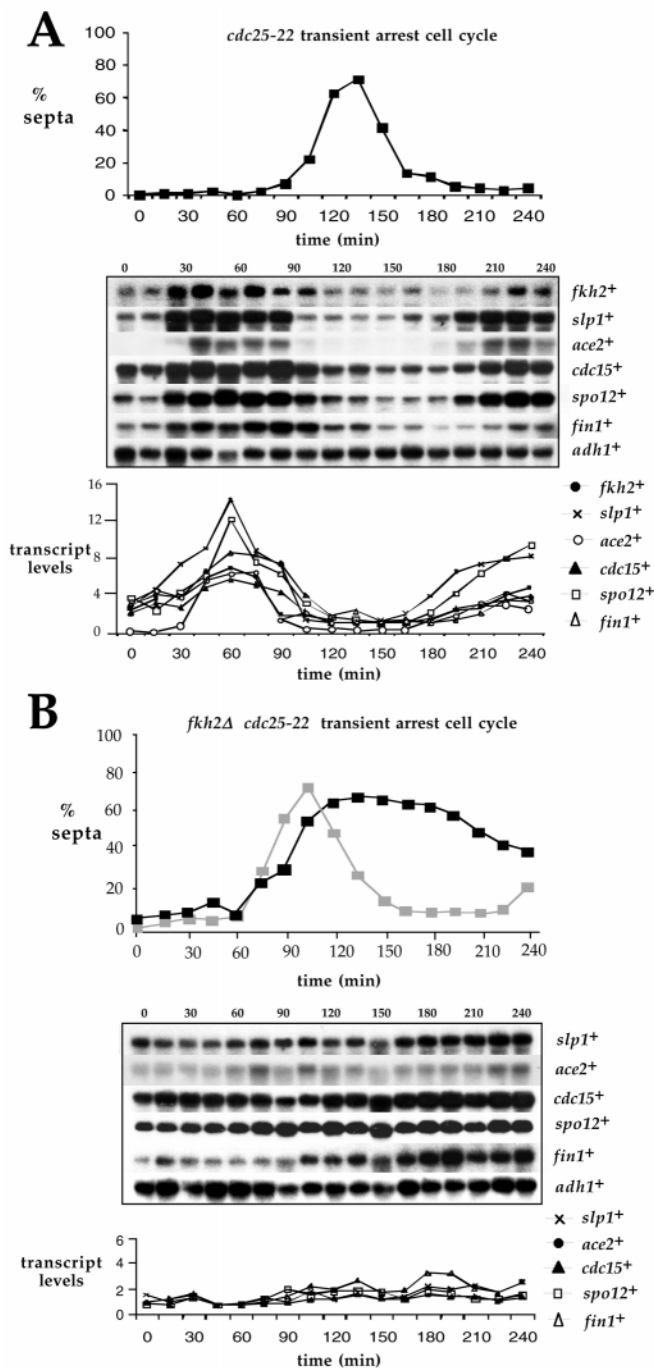 A
cdc25-22 transient arrest cell cycle
100
80
60
40
20
0
%
septa
0 30 60 90 120 150 180 210 240
time (min)
0 30 60 90 120 150 180 210 240
fkh2+
slp1+
ace2+
cdc15+
spo12+
fin1+
adh1+
16
12
8
4
0
transcript
levels
0 30 60 90 120 150 180 210 240
time (min)
fkh2+
slp1+
ace2+
cdc15+
spo12+
fin1+
B
fkh2Δ cdc25-22 transient arrest cell cycle
100
80
60
40
20
0
%
septa
0 30 60 90 120 150 180 210 240
time (min)
0 30 60 90 120 150 180 210 240
slp1+
ace2+
cdc15+
spo12+
fin1+
adh1+
6
4
2
0
transcript
levels
0 30 60 90 120 150 180 210 240
time (min)
slp1+
ace2+
cdc15+
spo12+
fin1+